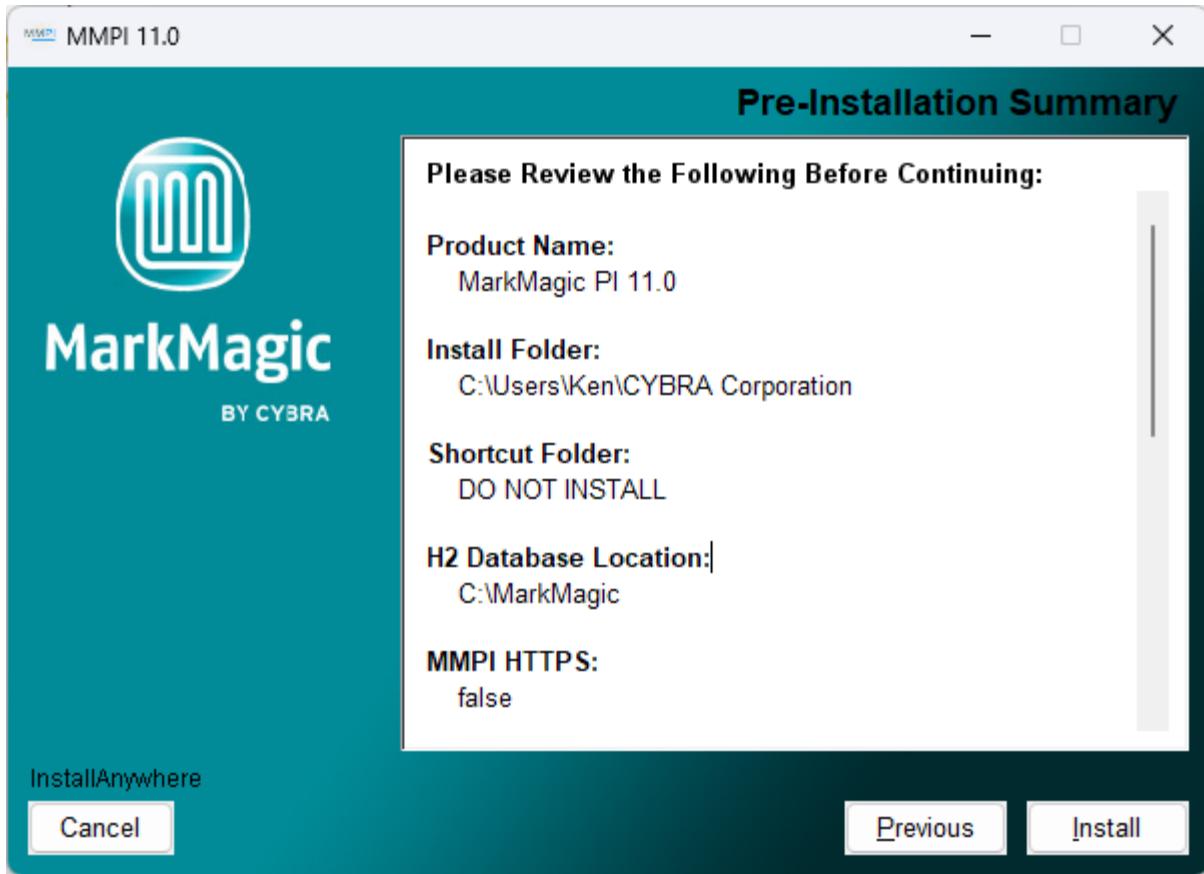 MMPI MMPI 11.0
Pre-Installation Summary
MarkMagic
BY CYBRA
Please Review the Following Before Continuing:
Product Name:
MarkMagic PI 11.0
Install Folder:
C:\Users\Ken\CYBRA Corporation
Shortcut Folder:
DO NOT INSTALL
H2 Database Location:
C:\MarkMagic
MMPI HTTPS:
false
InstallAnywhere
Cancel
Previous
Install